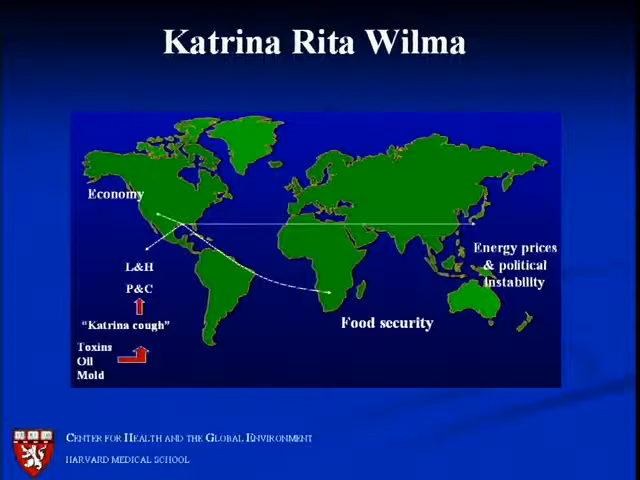 Katrina Rita Wilma
Economy
Energy prices
& political
instability
L&H
P&C
"Katrina cough"
Food security
Toxins
Oil
Mold
CENTER FOR HEALTH AND THE GLOBAL ENVIRONMENT
HARVARD MEDICAL SCHOOL